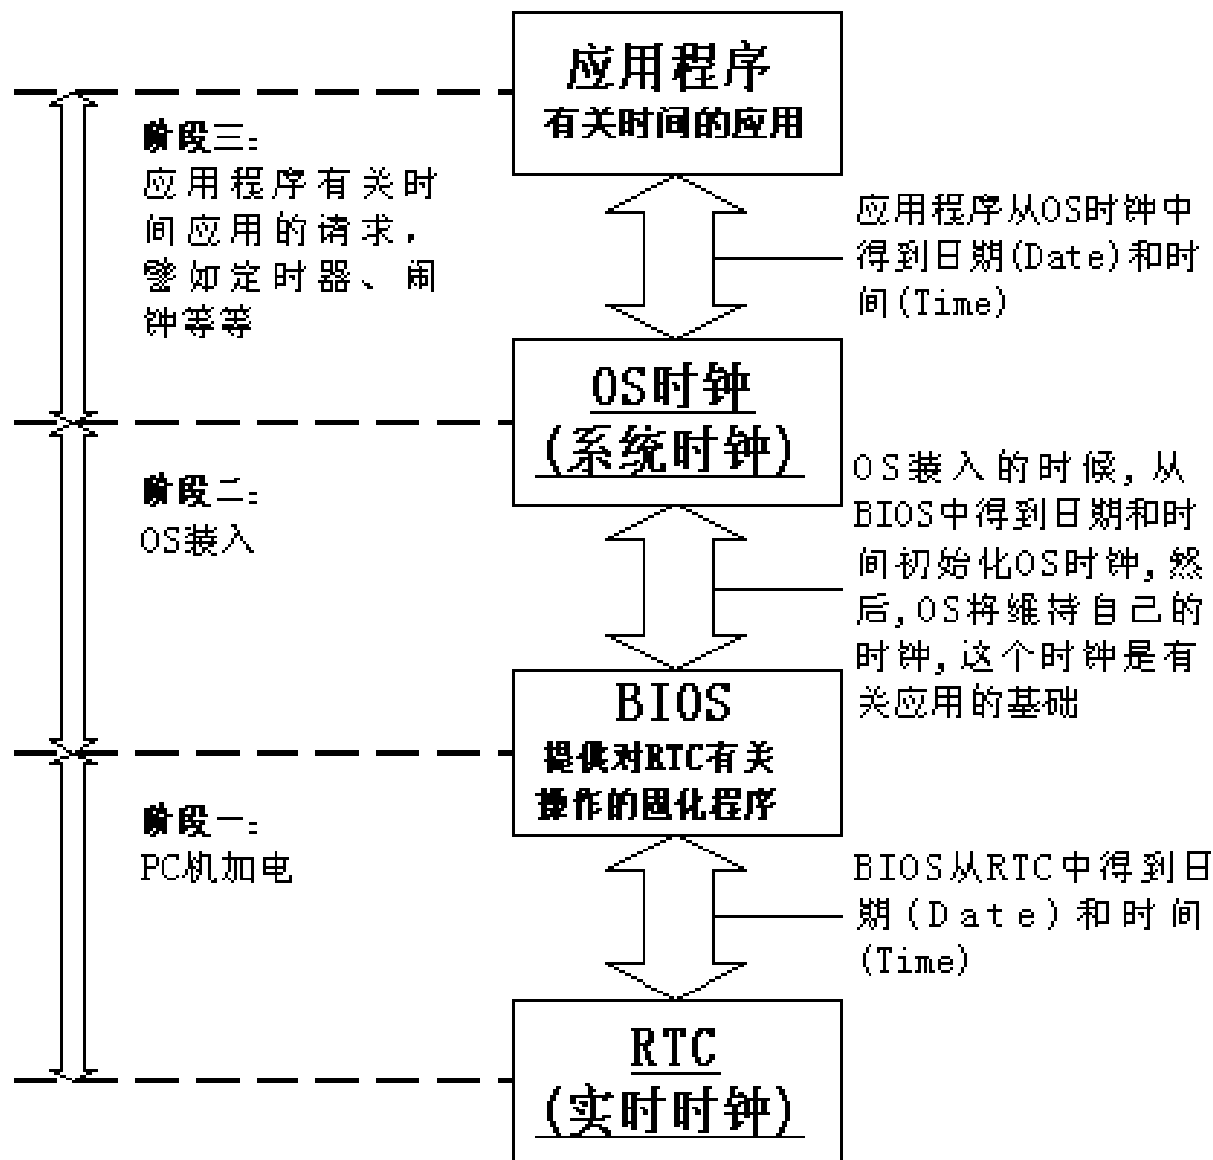 应用程序
有关时间的应用
阶段三:
应用程序有关时
间应用的请求,
譬如定时器、闹
钟等等
应用程序从OS时钟中
得到日期(Date)和时
间(Time)
OS时钟
(系统时钟)
阶段二:
OS装入
OS装入的时候,从
BIOS中得到日期和时
间初始化OS时钟,然
后,OS将维持自己的
时钟,这个时钟是有
关应用的基础
BIOS
提供对RTC有关
操作的固化程序
阶段一:
PC机加电
BIOS从RTC中得到日
期(Date)和时间
(Time)
RTC
(实时时钟)